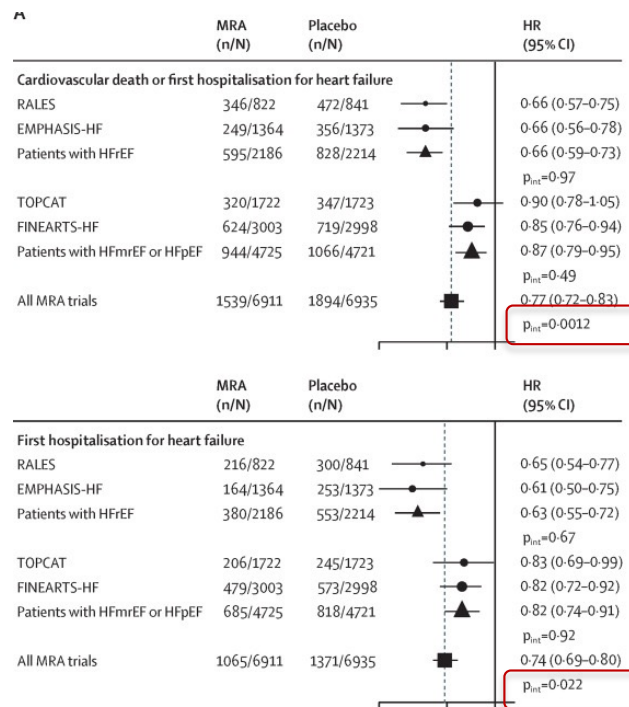 A
MRA Placebo HR
(n/N) (n/N) (95% CI)
Cardiovascular death or first hospitalisation for heart failure
RALES 346/822 472/841 0·66 (0·57–0·75)
EMPHASIS-HF 249/1364 356/1373 0·66 (0·56–0·78)
Patients with HFrEF 595/2186 828/2214 0·66 (0·59–0·73)
pint=0·97
TOPCAT 320/1722 347/1723 0·90 (0·78–1·05)
FINEARTS-HF 624/3003 719/2998 0·85 (0·76–0·94)
Patients with HFmrEF or HFpEF 944/4725 1066/4721 0·87 (0·79–0·95)
pint=0·49
All MRA trials 1539/6911 1894/6935 0·77 (0·72–0·83)
pint=0·0012
MRA Placebo HR
(n/N) (n/N) (95% CI)
First hospitalisation for heart failure
RALES 216/822 300/841 0·65 (0·54–0·77)
EMPHASIS-HF 164/1364 253/1373 0·61 (0·50–0·75)
Patients with HFrEF 380/2186 553/2214 0·63 (0·55–0·72)
pint=0·67
TOPCAT 206/1722 245/1723 0·83 (0·69–0·99)
FINEARTS-HF 479/3003 573/2998 0·82 (0·72–0·92)
Patients with HFmrEF or HFpEF 685/4725 818/4721 0·82 (0·74–0·91)
pint=0·92
All MRA trials 1065/6911 1371/6935 0·74 (0·69–0·80)
pint=0·022